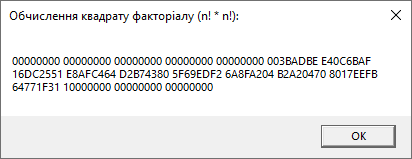 Обчислення квадрату факторіалу (n! * n!):
00000000 00000000 00000000 00000000 00000000 003BADBE E40C6BAF
16DC2551 E8AFC464 D2B74380 5F69EDF2 6A8FA204 B2A20470 8017EEFB
64771F31 10000000 00000000 00000000
OK